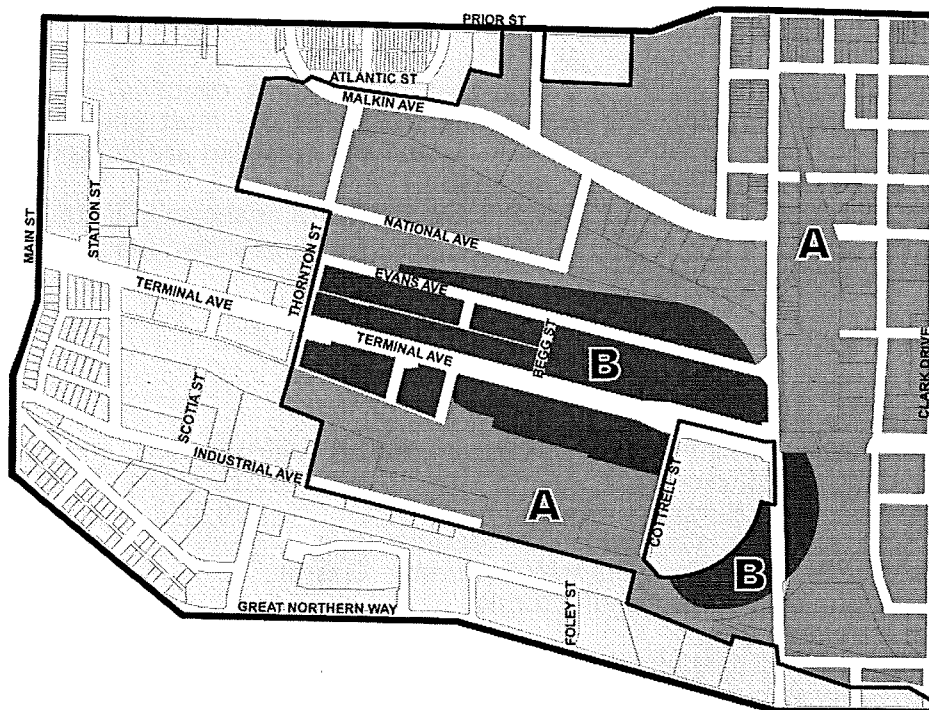 PRIOR ST
ATLANTIC ST
MALKIN AVE
MAIN ST
STATION ST
NATIONAL AVE
A
THORNTON ST
EVANS AVE
TERMINAL AVE
TERMINAL AVE
BEGG ST
B
CLARK DRIVE
SCOTIA ST
INDUSTRIAL AVE
A
COTTRELL ST
B
FOLEY ST
GREAT NORTHERN WAY